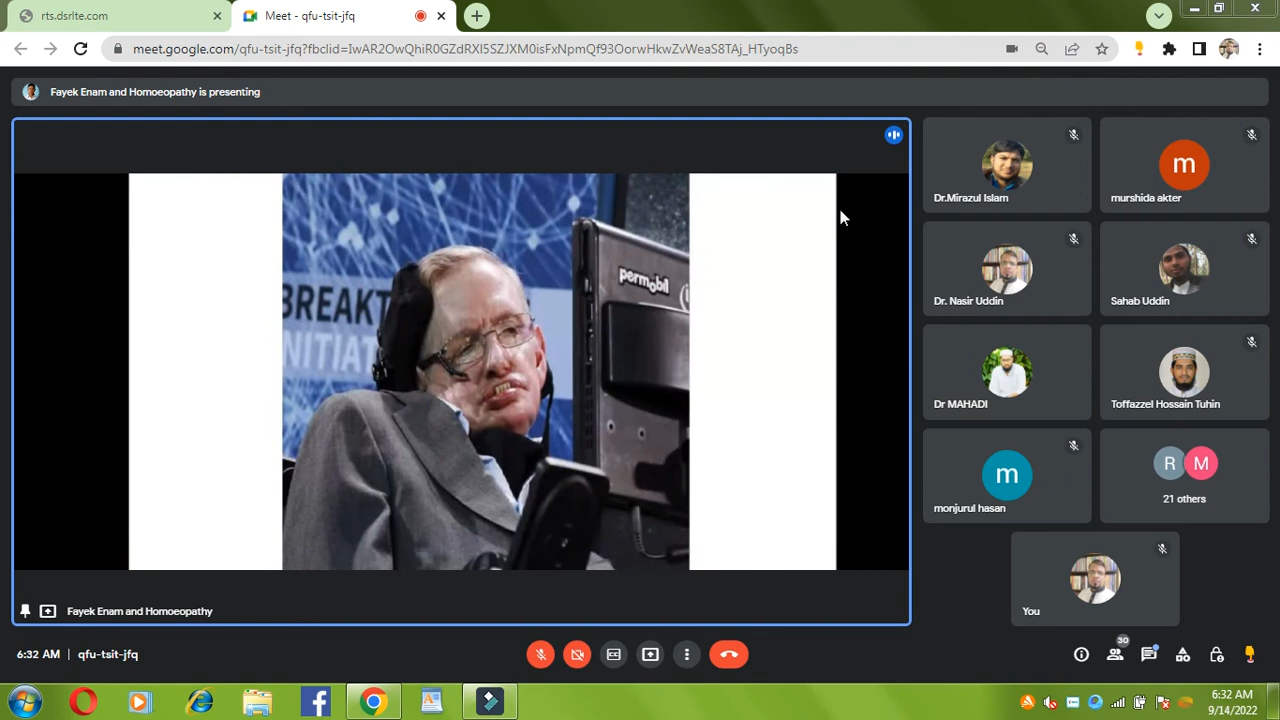 rts.dsrlte.com
Meet - qfu-tsit-jfq
meet.google.com/qfu-tsit-jfq?fbclid=IwAR2OwQhiR0GZdRXI5SZJXM0isFxNpmQf93OorwHkwZvWeaS8TAj_HTyoqBs
Fayek Enam and Homoeopathy is presenting
BREAKT
INITIAT
permobil
Fayek Enam and Homoeopathy
Dr.Mirazul Islam
m
murshida akter
Dr. Nasir Uddin
Sahab Uddin
Dr MAHADI
Toffazzel Hossain Tuhin
m
monjurul hasan
R M
21 others
You
6:32 AM | qfu-tsit-jfq
30
6:32 AM
9/14/2022